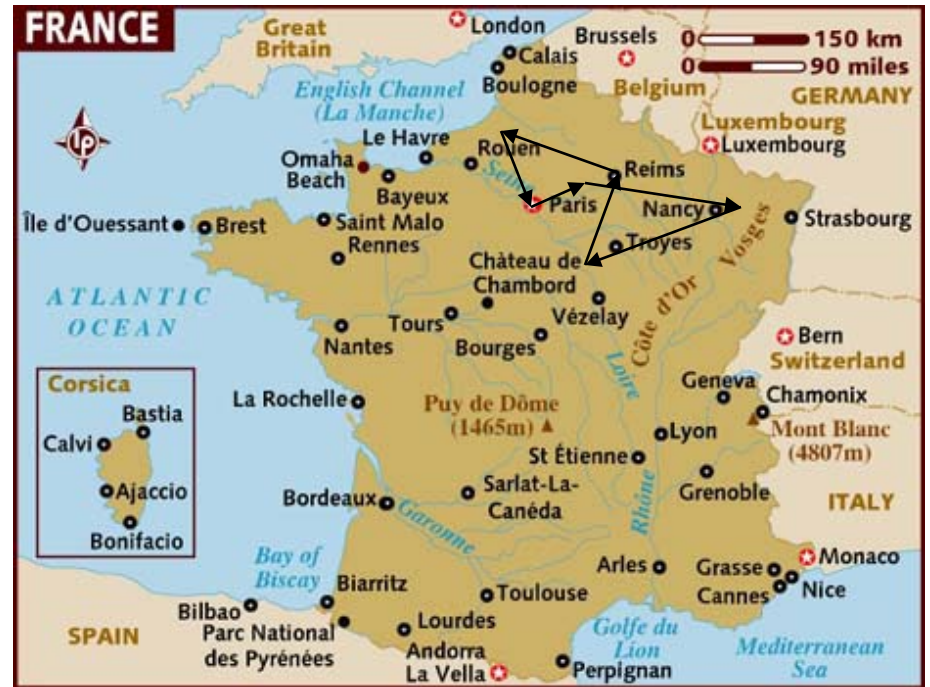 FRANCE
Great
Britain
London
Brussels
0 150 km
0 90 miles
Calais
Boulogne
Belgium
GERMANY
English Channel
(La Manche)
Luxembourg
Luxembourg
lp
Le Havre
Rouen
Omaha
Beach
Bayeux
Seine
Reims
Paris
Nancy
Strasbourg
Île d'Ouessant
Brest
Saint Malo
Rennes
Troyes
Vosges
Château de
Chambord
ATLANTIC
OCEAN
Tours
Vézelay
Côte d'Or
Nantes
Bourges
Loire
Bern
Switzerland
Corsica
Bastia
Calvi
Ajaccio
Bonifacio
La Rochelle
Puy de Dôme
(1465m)
Geneva
Chamonix
Lyon
Mont Blanc
(4807m)
St Étienne
Grenoble
Bordeaux
Sarlat-La-
Canéda
Garonne
Rhône
ITALY
Bay of
Biscay
Biarritz
Toulouse
Arles
Grasse
Cannes
Nice
Monaco
Bilbao
Parc National
des Pyrénées
Lourdes
SPAIN
Andorra
La Vella
Perpignan
Golfe du
Lion
Mediterranean
Sea